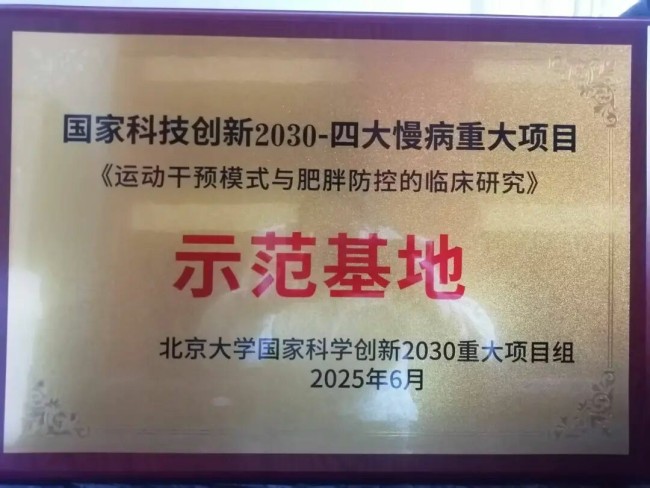 国家科技创新2030-四大慢病重大项目
《运动干预模式与肥胖防控的临床研究》
示范基地
北京大学国家科学创新2030重大项目组
2025年6月